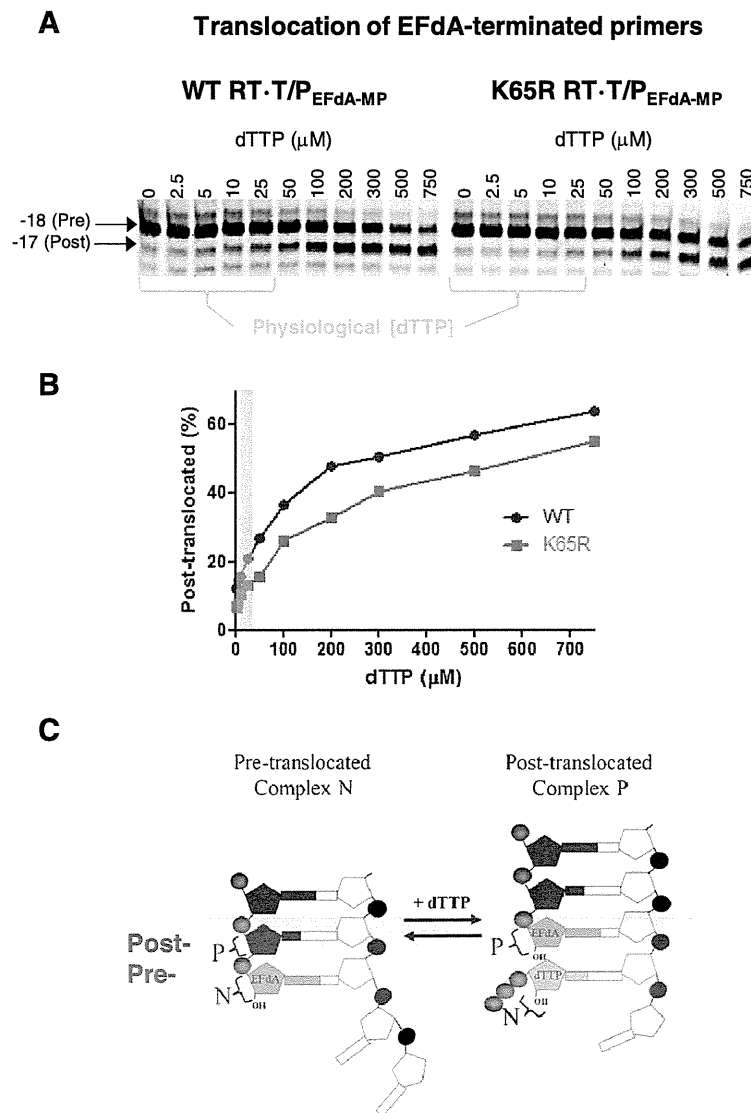 A
Translocation of EFdA-terminated primers
WT RT·T/P_EFdA-MP
K65R RT·T/P_EFdA-MP
dTTP (μM)
dTTP (μM)
0 2.5 5 10 25 50 100 200 300 500 750
0 2.5 5 10 25 50 100 200 300 500 750
-18 (Pre)
-17 (Post)
Physiological [dTTP]
B
Post-translocated (%)
60
40
20
0
WT
K65R
0 100 200 300 400 500 600 700
dTTP (μM)
C
Pre-translocated
Complex N
Post-translocated
Complex P
+ dTTP
Post-
Pre-
P
EFdA
N
OH
EFdA
P
OH
dTTP
N
OH